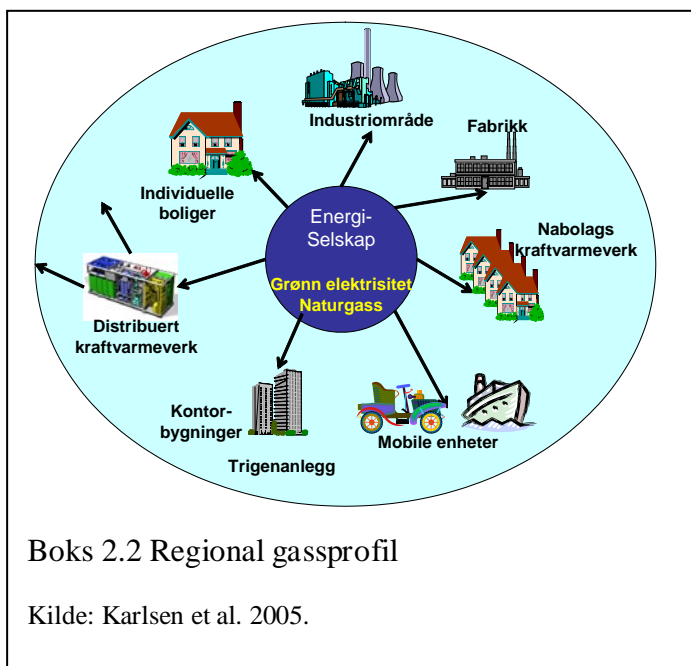 Industriområde
Fabrikk
Individuelle
boliger
Energi-
Selskap
Grønn elektrisitet
Naturgass
Nabolags
kraftvarmeverk
Distribuert
kraftvarmeverk
Kontor-
bygninger
Trigenanlegg
Mobile enheter
Boks 2.2 Regional gassprofil
Kilde: Karlsen et al. 2005.